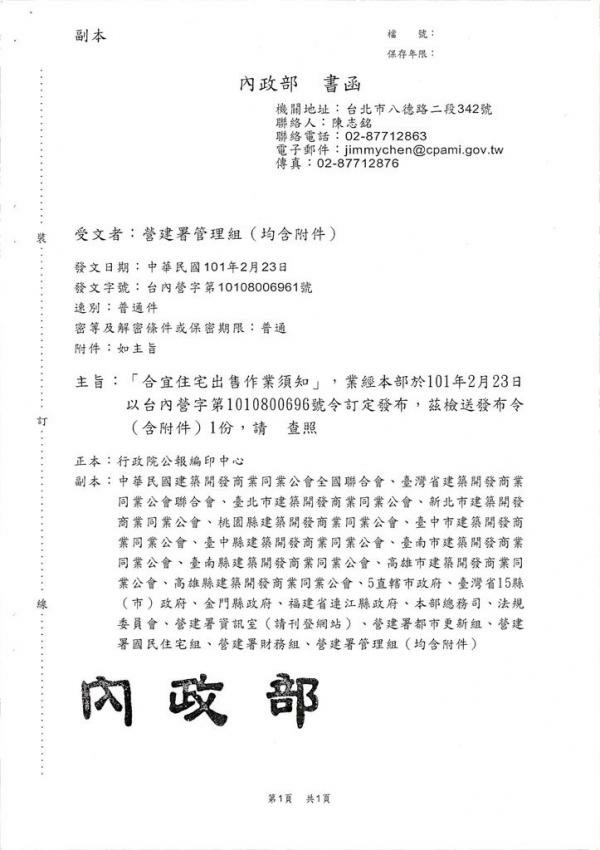 副本
檔　　號：
保存年限：
內政部　書函
機關地址：台北市八德路二段342號
聯絡人：陳志銘
聯絡電話：02-87712863
電子郵件：jimmychen@cpami.gov.tw
傳真：02-87712876
受文者：營建署管理組（均含附件）
發文日期：中華民國101年2月23日
發文字號：台內營字第10108006961號
速別：普通件
密等及解密條件或保密期限：普通
附件：如主旨
主旨：「合宜住宅出售作業須知」，業經本部於101年2月23日
以台內營字第1010800696號令訂定發布，茲檢送發布令
（含附件）1份，請　查照
正本：行政院公報編印中心
副本：中華民國建築開發商業同業公會全國聯合會、臺灣省建築開發商業
同業公會聯合會、臺北市建築開發商業同業公會、新北市建築開發
商業同業公會、桃園縣建築開發商業同業公會、臺中市建築開發商
業同業公會、臺中縣建築開發商業同業公會、臺南市建築開發商業
同業公會、臺南縣建築開發商業同業公會、高雄市建築開發商業同
業公會、高雄縣建築開發商業同業公會、5直轄市政府、臺灣省15縣
（市）政府、金門縣政府、福建省連江縣政府、本部總務司、法規
委員會、營建署資訊室（請刊登網站）、營建署都市更新組、營建
署國民住宅組、營建署財務組、營建署管理組（均含附件）
內政部
裝
訂
線
第1頁　共1頁